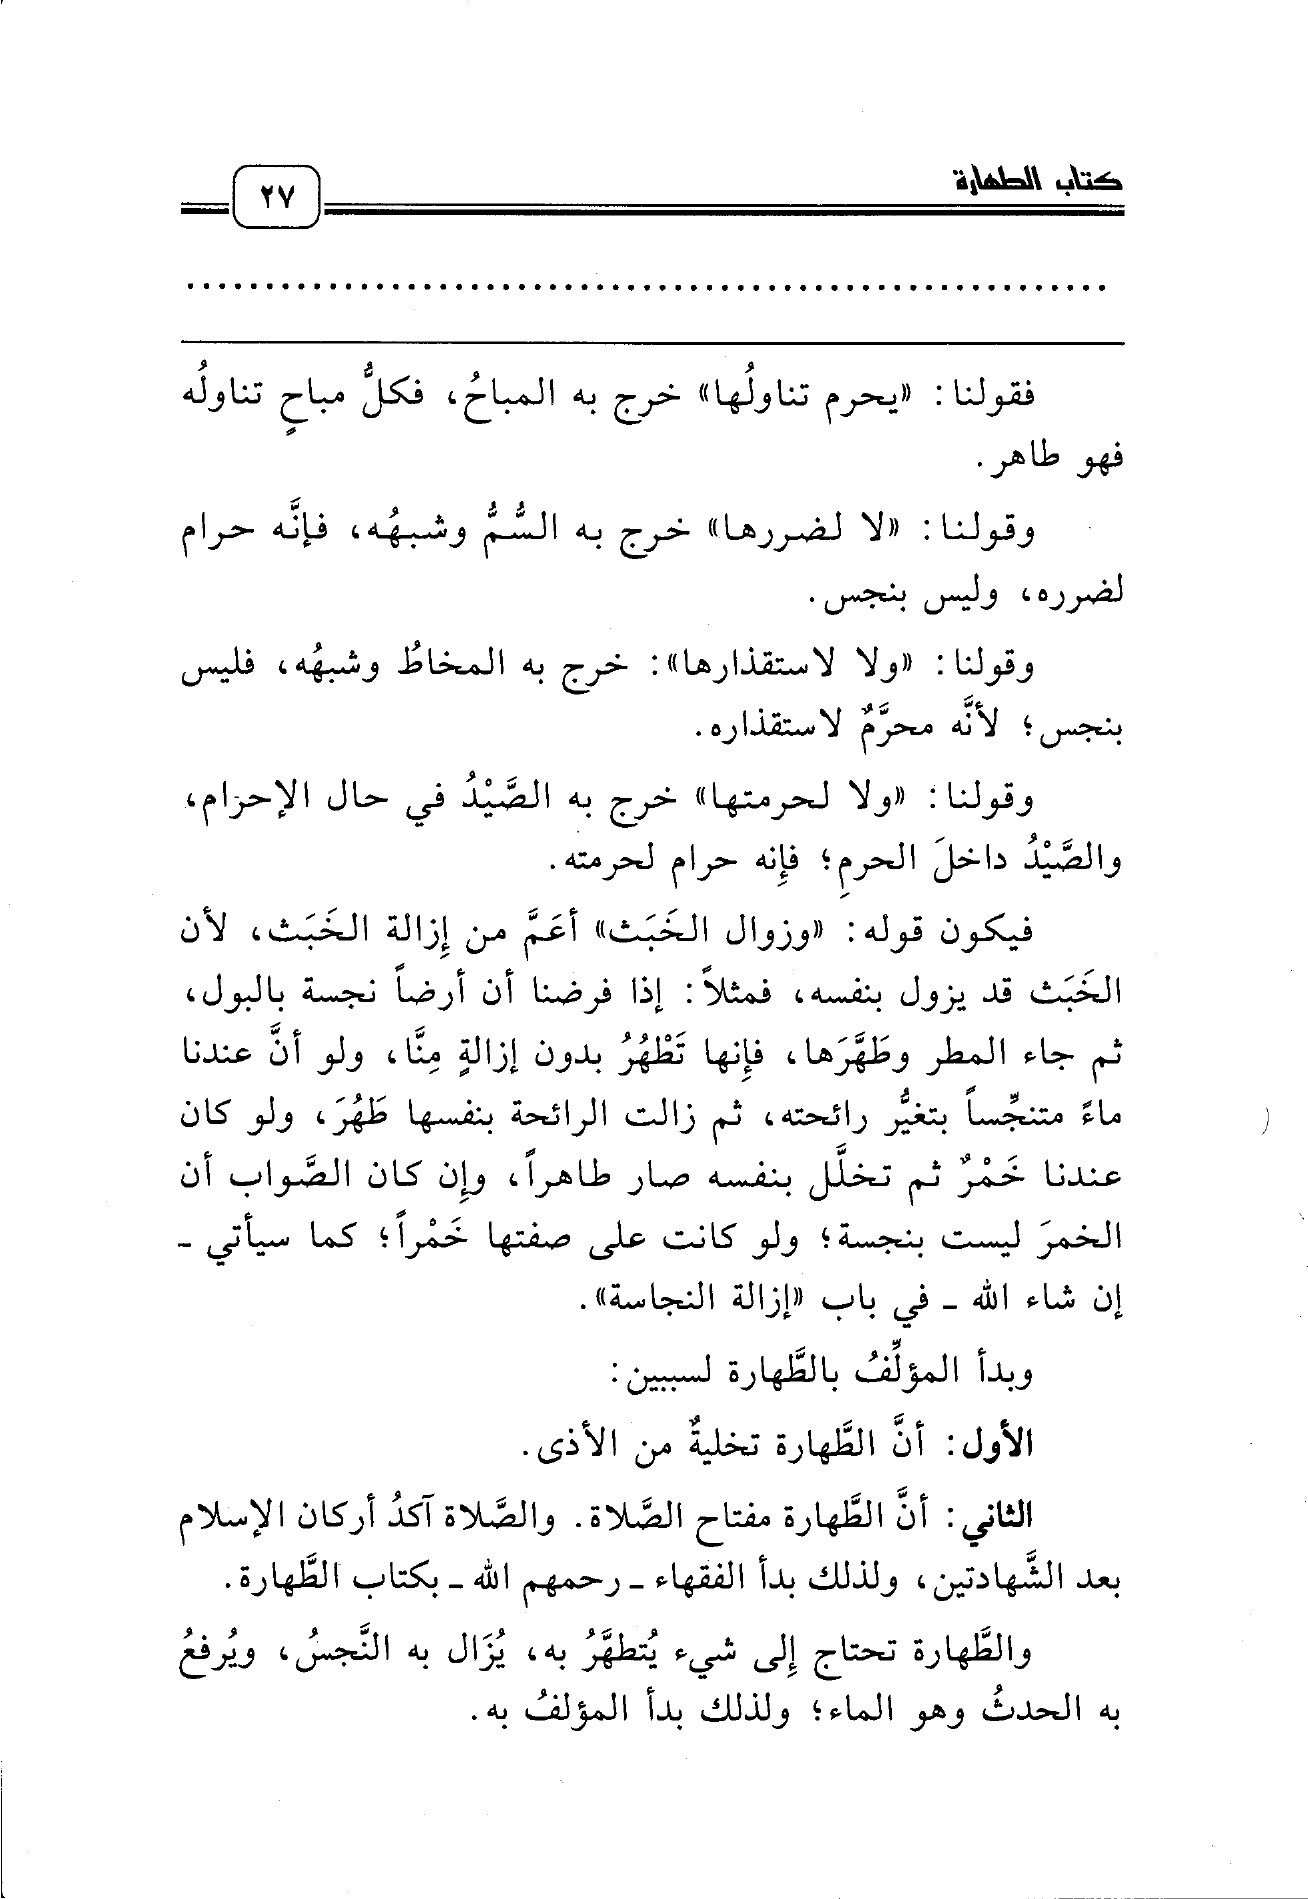 كتاب الطهارة
٢٧
..........................................................
فقولنا: «يحرم تناولُها» خرج به المباحُ، فكلُّ مباحٍ تناولُه
فهو طاهر.
وقولنا: «لا لضررها» خرج به السُّمُّ وشبهُه، فإنَّه حرام
لضرره، وليس بنجس.
وقولنا: «ولا لاستقذارها»: خرج به المخاطُ وشبهُه، فليس
بنجس؛ لأنَّه محرَّمٌ لاستقذاره.
وقولنا: «ولا لحرمتها» خرج به الصَّيْدُ في حال الإحرام،
والصَّيْدُ داخلَ الحرمِ؛ فإِنه حرام لحرمته.
فيكون قوله: «وزوال الخَبَث» أعَمَّ من إِزالة الخَبَث، لأن
الخَبَث قد يزول بنفسه، فمثلاً: إذا فرضنا أن أرضاً نجسة بالبول،
ثم جاء المطر وطَهَّرَها، فإِنها تَطْهُرُ بدون إزالةٍ مِنَّا، ولو أنَّ عندنا
ماءً متنجِّساً بتغيُّر رائحته، ثم زالت الرائحة بنفسها طَهُرَ، ولو كان
عندنا خَمْرٌ ثم تخلَّل بنفسه صار طاهراً، وإِن كان الصَّواب أن
الخمرَ ليست بنجسة؛ ولو كانت على صفتها خَمْراً؛ كما سيأتي ـ
إن شاء الله ـ في باب «إزالة النجاسة».
وبدأ المؤلِّفُ بالطَّهارة لسببين:
الأول: أنَّ الطَّهارة تخليةٌ من الأذى.
الثاني: أنَّ الطَّهارة مفتاح الصَّلاة. والصَّلاة آكدُ أركان الإسلام
بعد الشَّهادتين، ولذلك بدأ الفقهاء ـ رحمهم الله ـ بكتاب الطَّهارة.
والطَّهارة تحتاج إِلى شيء يُتطهَّرُ به، يُزَال به النَّجسُ، ويُرفعُ
به الحدثُ وهو الماء؛ ولذلك بدأ المؤلفُ به.